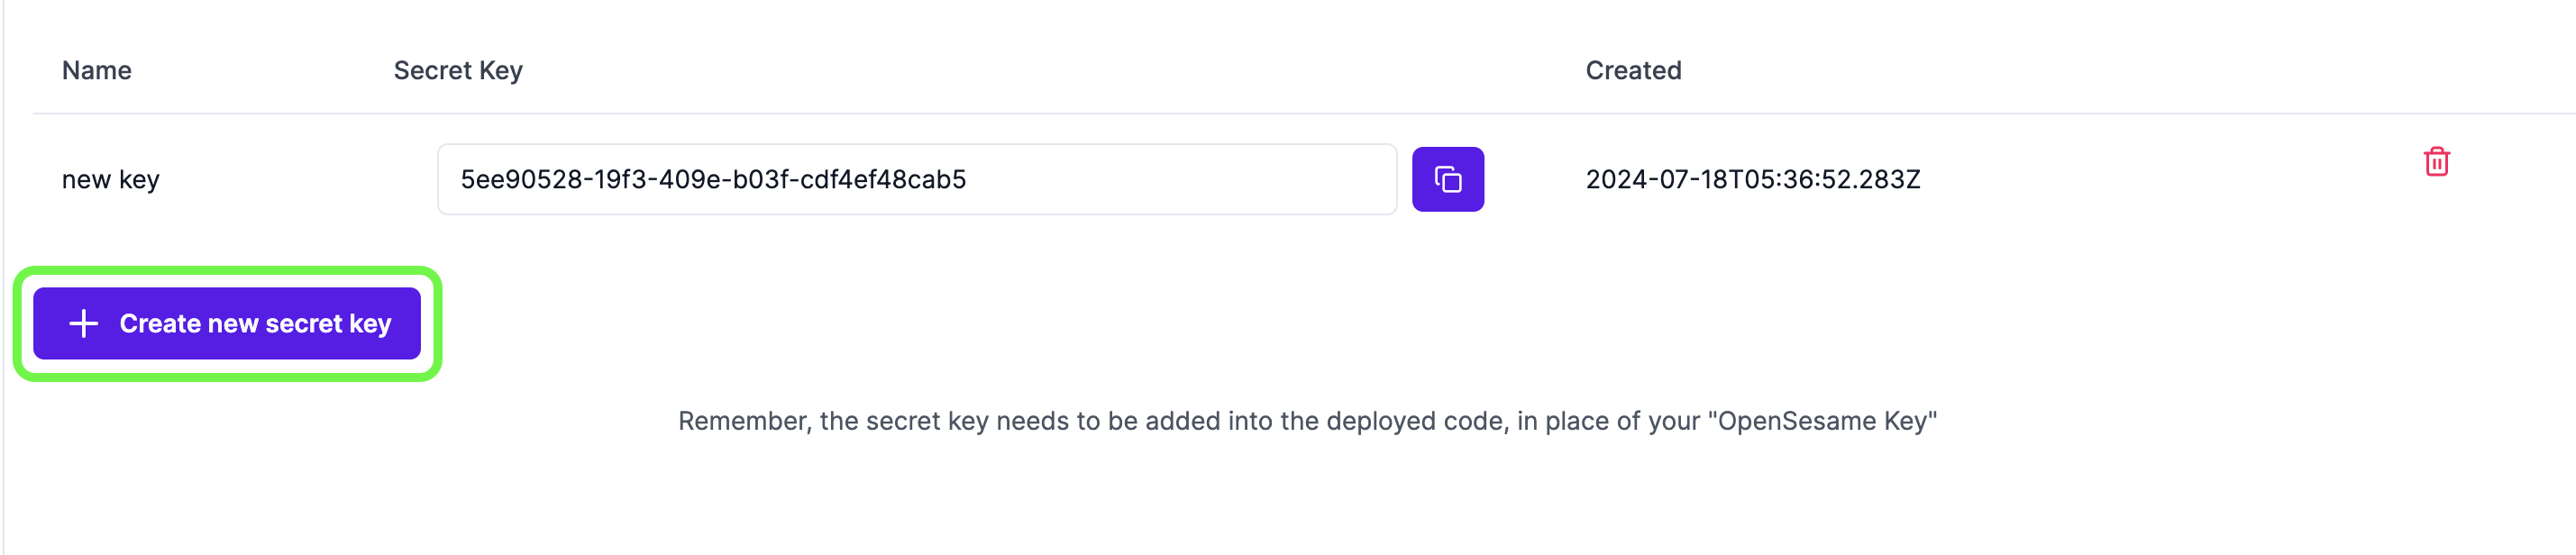 Name Secret Key Created
new key 5ee90528-19f3-409e-b03f-cdf4ef48cab5 2024-07-18T05:36:52.283Z
Create new secret key
Remember, the secret key needs to be added into the deployed code, in place of your "OpenSesame Key"